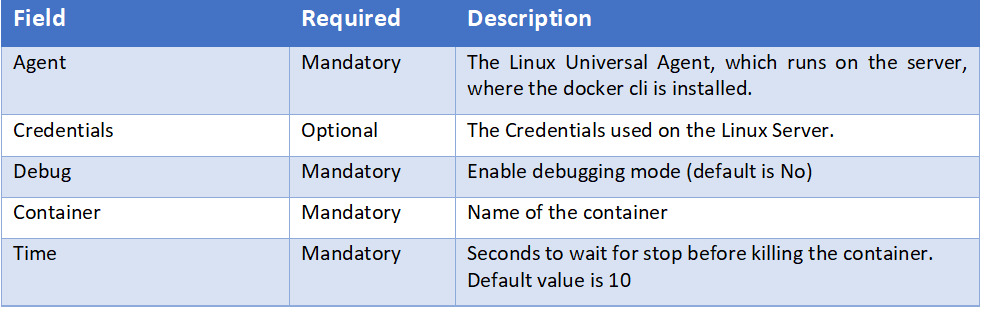 Field Required Description
Agent Mandatory The Linux Universal Agent, which runs on the server,
where the docker cli is installed.
Credentials Optional The Credentials used on the Linux Server.
Debug Mandatory Enable debugging mode (default is No)
Container Mandatory Name of the container
Time Mandatory Seconds to wait for stop before killing the container.
Default value is 10